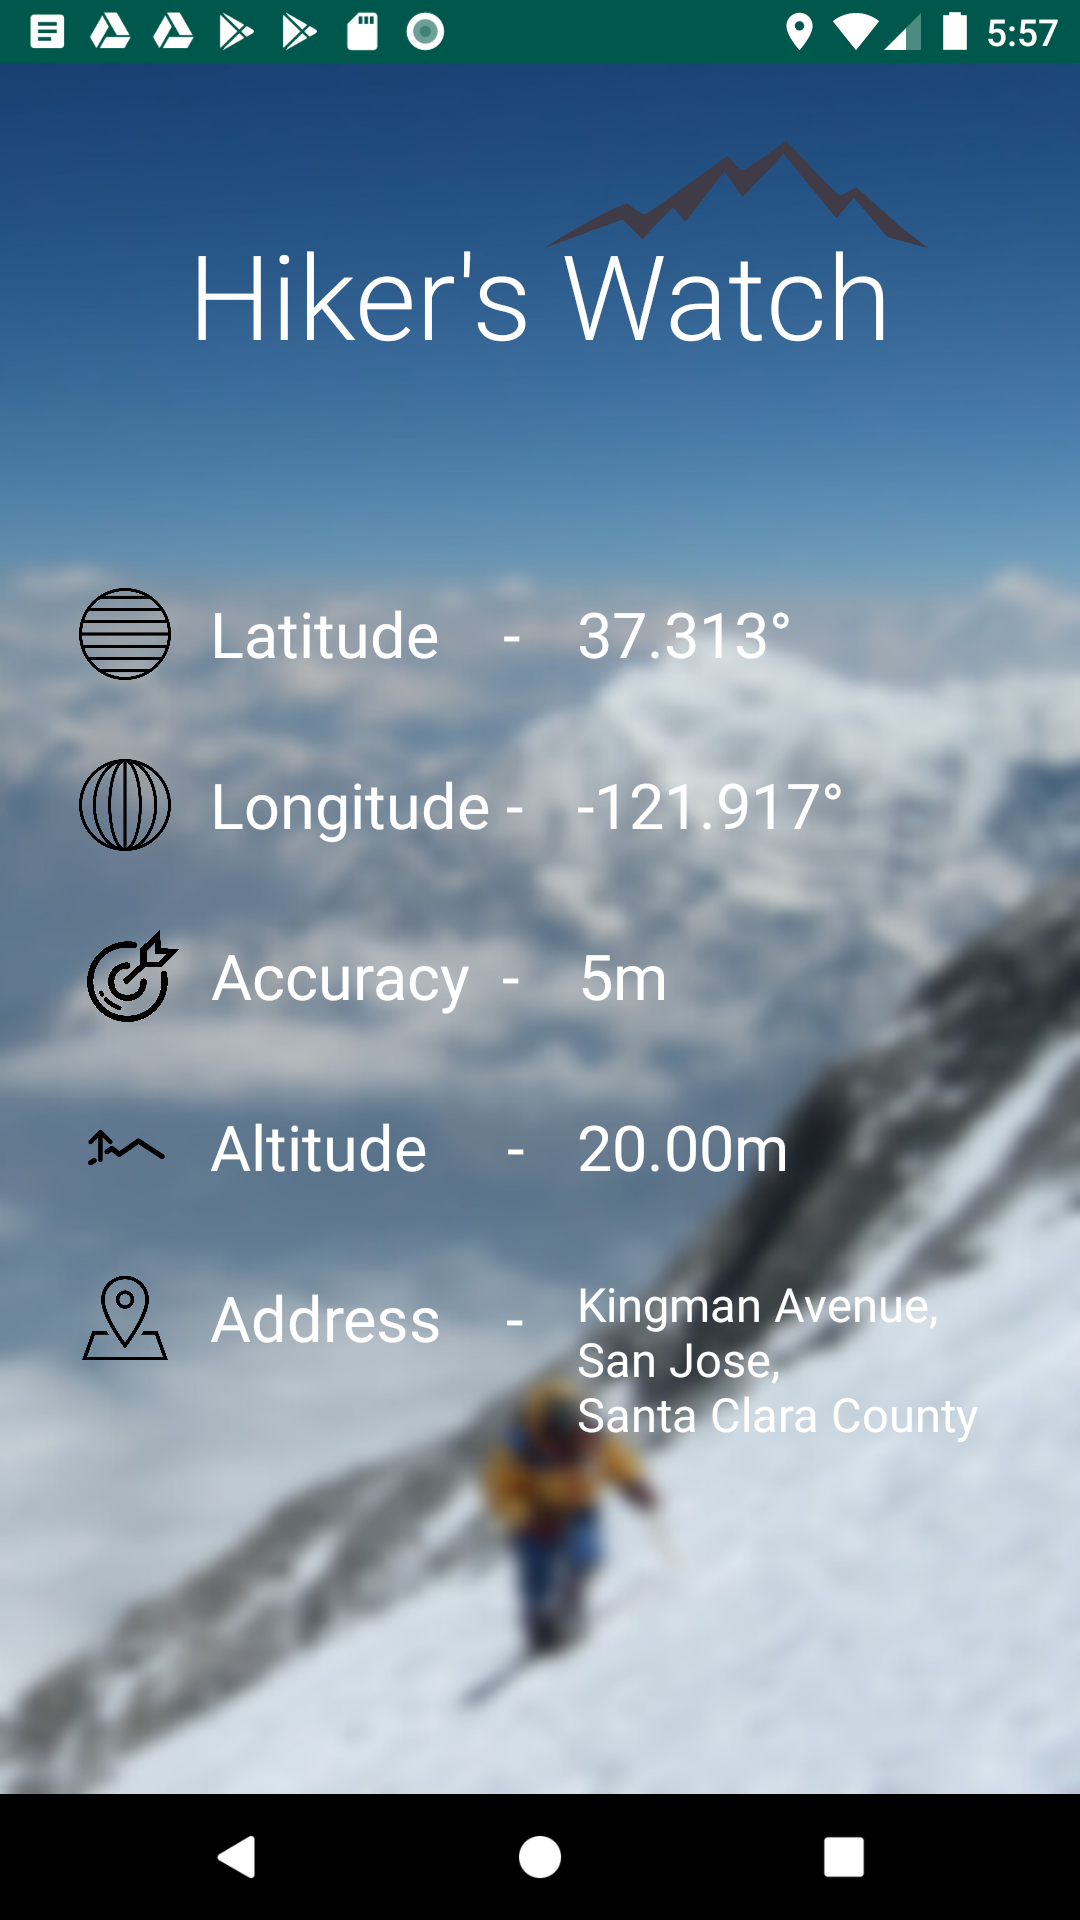 5:57
Hiker's Watch
Latitude - 37.313°
Longitude - -121.917°
Accuracy - 5m
Altitude - 20.00m
Address - Kingman Avenue,
San Jose,
Santa Clara County